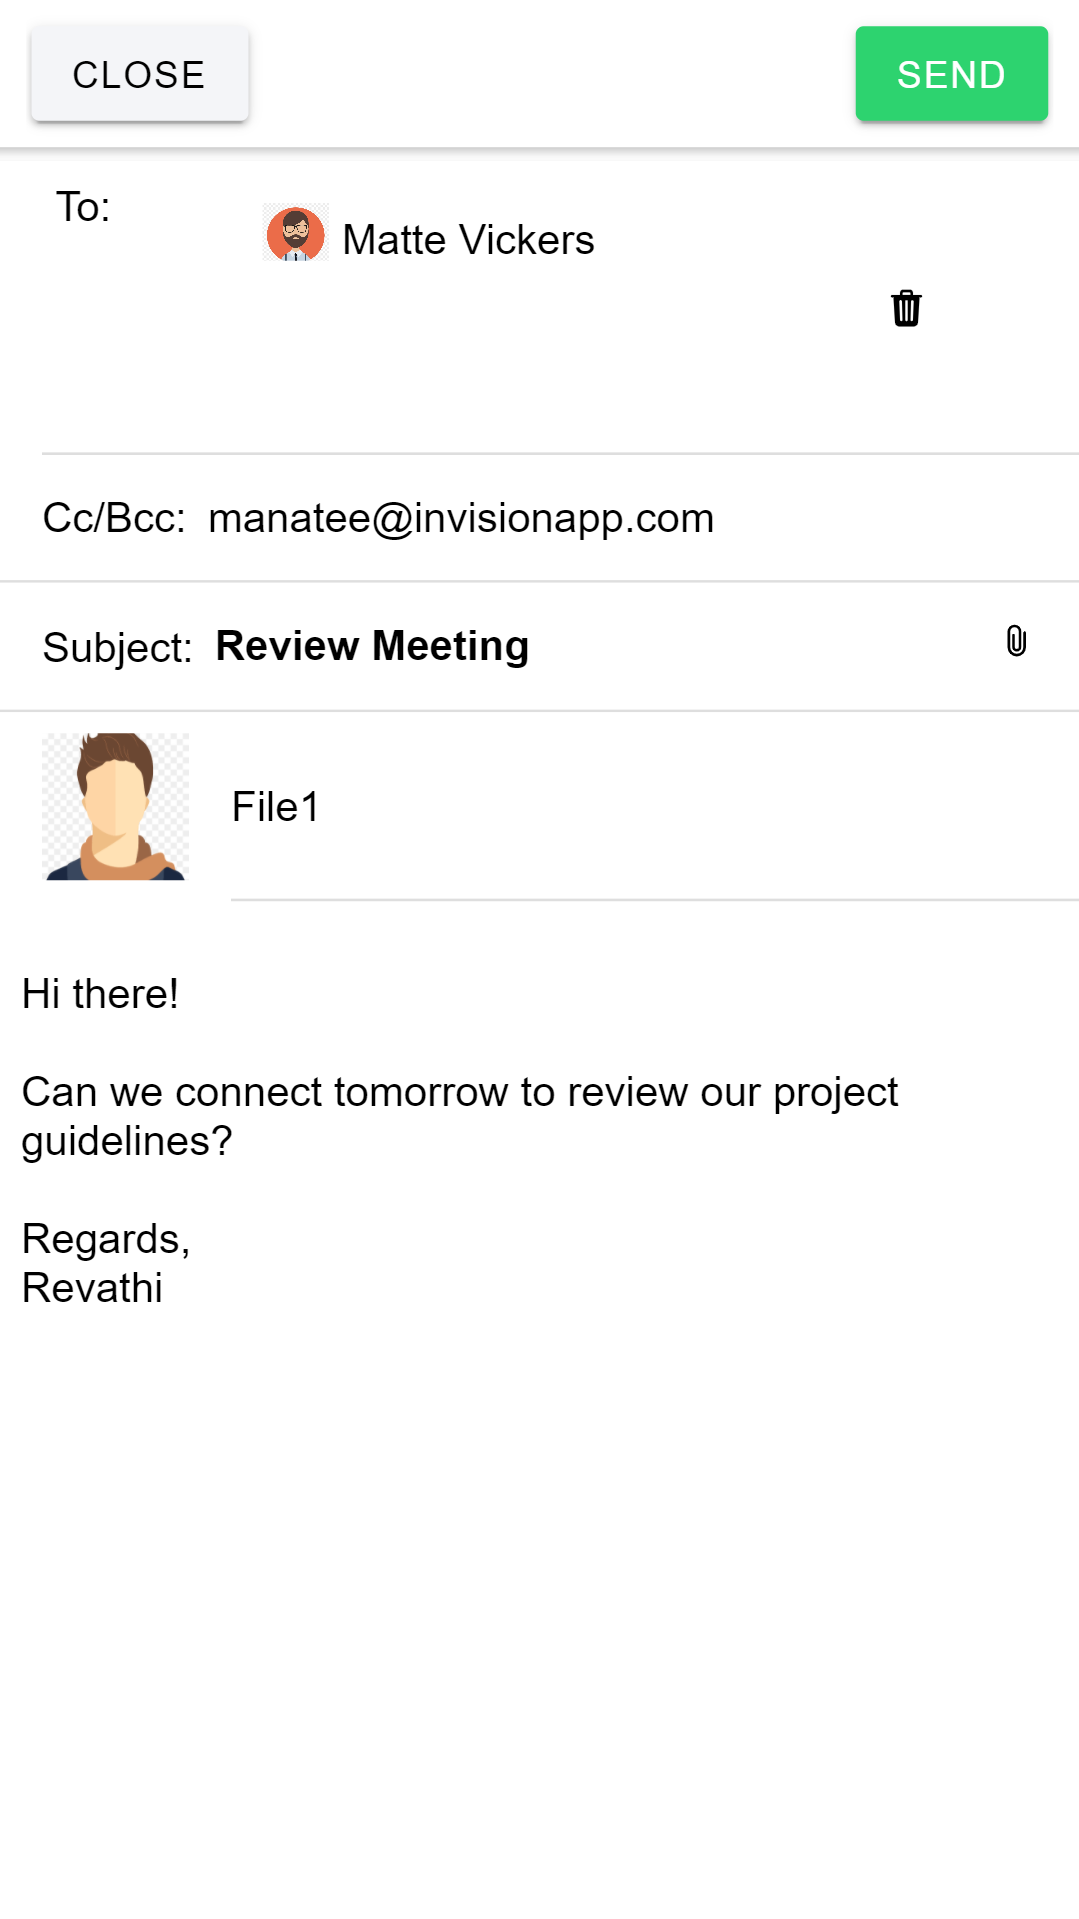 CLOSE
SEND
To:
Matte Vickers
Cc/Bcc: manatee@invisionapp.com
Subject: Review Meeting
File1
Hi there!
Can we connect tomorrow to review our project
guidelines?
Regards,
Revathi